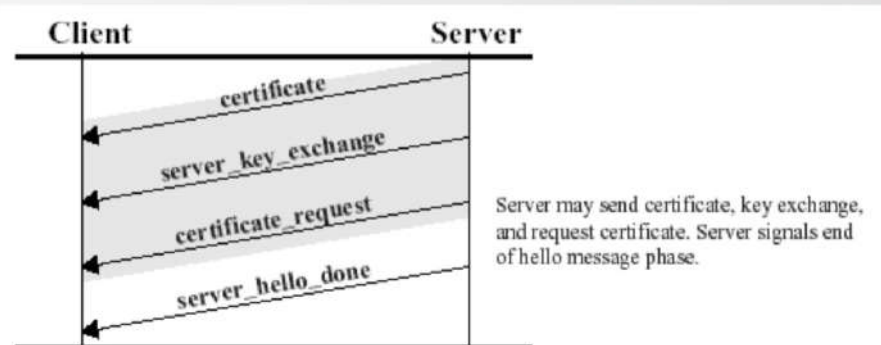 Client
Server
certificate
server_key_exchange
certificate_request
server_hello_done
Server may send certificate, key exchange,
and request certificate. Server signals end
of hello message phase.